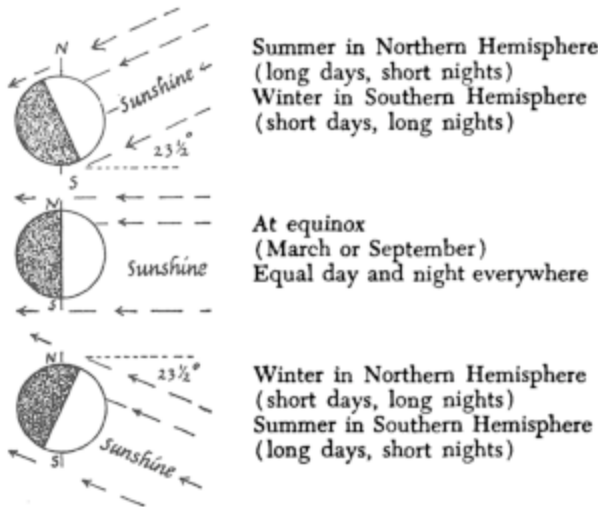 N
Sunshine
23½°
S
Summer in Northern Hemisphere
(long days, short nights)
Winter in Southern Hemisphere
(short days, long nights)
N
Sunshine
S
At equinox
(March or September)
Equal day and night everywhere
N
23½°
S
Sunshine
Winter in Northern Hemisphere
(short days, long nights)
Summer in Southern Hemisphere
(long days, short nights)